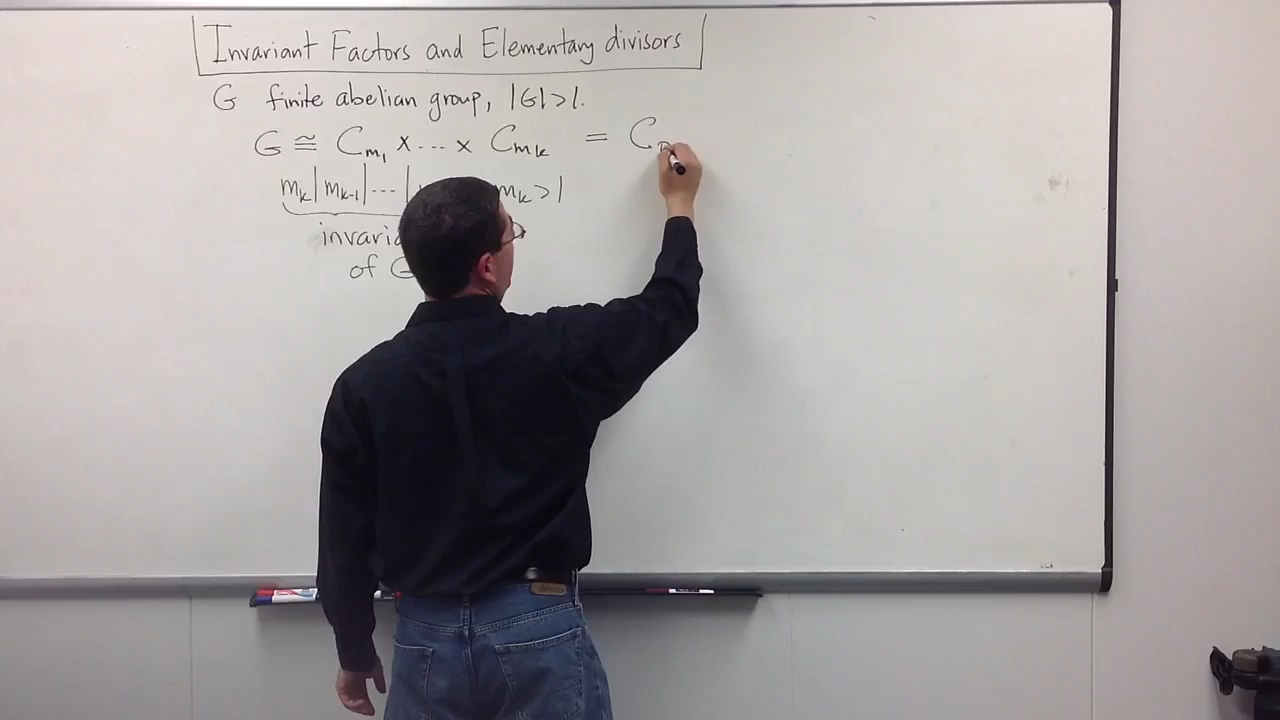 Invariant Factors and Elementary divisors
G finite abelian group, |G|>1.
G ≅ C_{m_1} × ... × C_{m_k} = C
m_k | m_{k-1} | ... | m_k > 1
of G